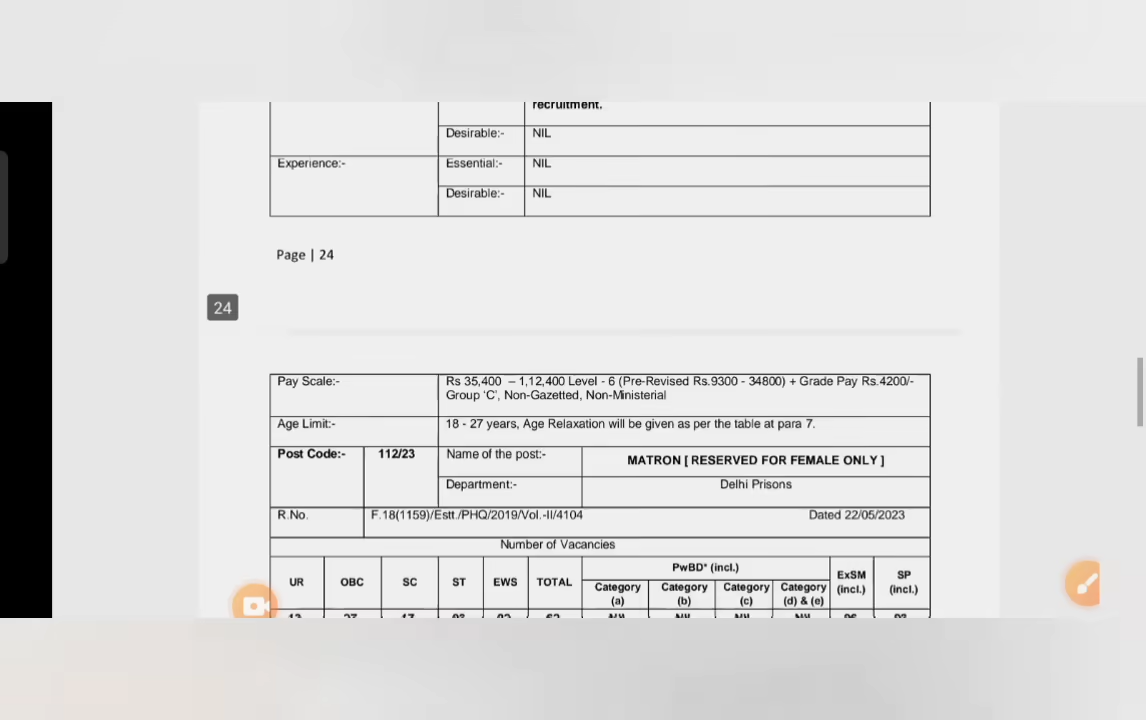 recruitment.
Desirable:- NIL
Experience:- Essential:- NIL
Desirable:- NIL
Page | 24
24
Pay Scale:- Rs 35,400 – 1,12,400 Level - 6 (Pre-Revised Rs.9300 - 34800) + Grade Pay Rs.4200/-
Group ‘C’, Non-Gazetted, Non-Ministerial
Age Limit:- 18 - 27 years, Age Relaxation will be given as per the table at para 7.
Post Code:- 112/23 Name of the post:- MATRON [ RESERVED FOR FEMALE ONLY ]
Department:- Delhi Prisons
R.No. F.18(1159)/Estt./PHQ/2019/Vol.-II/4104 Dated 22/05/2023
Number of Vacancies
UR OBC SC ST EWS TOTAL PwBD* (incl.) ExSM (incl.) SP (incl.)
Category (a) Category (b) Category (c) Category (d) & (e)